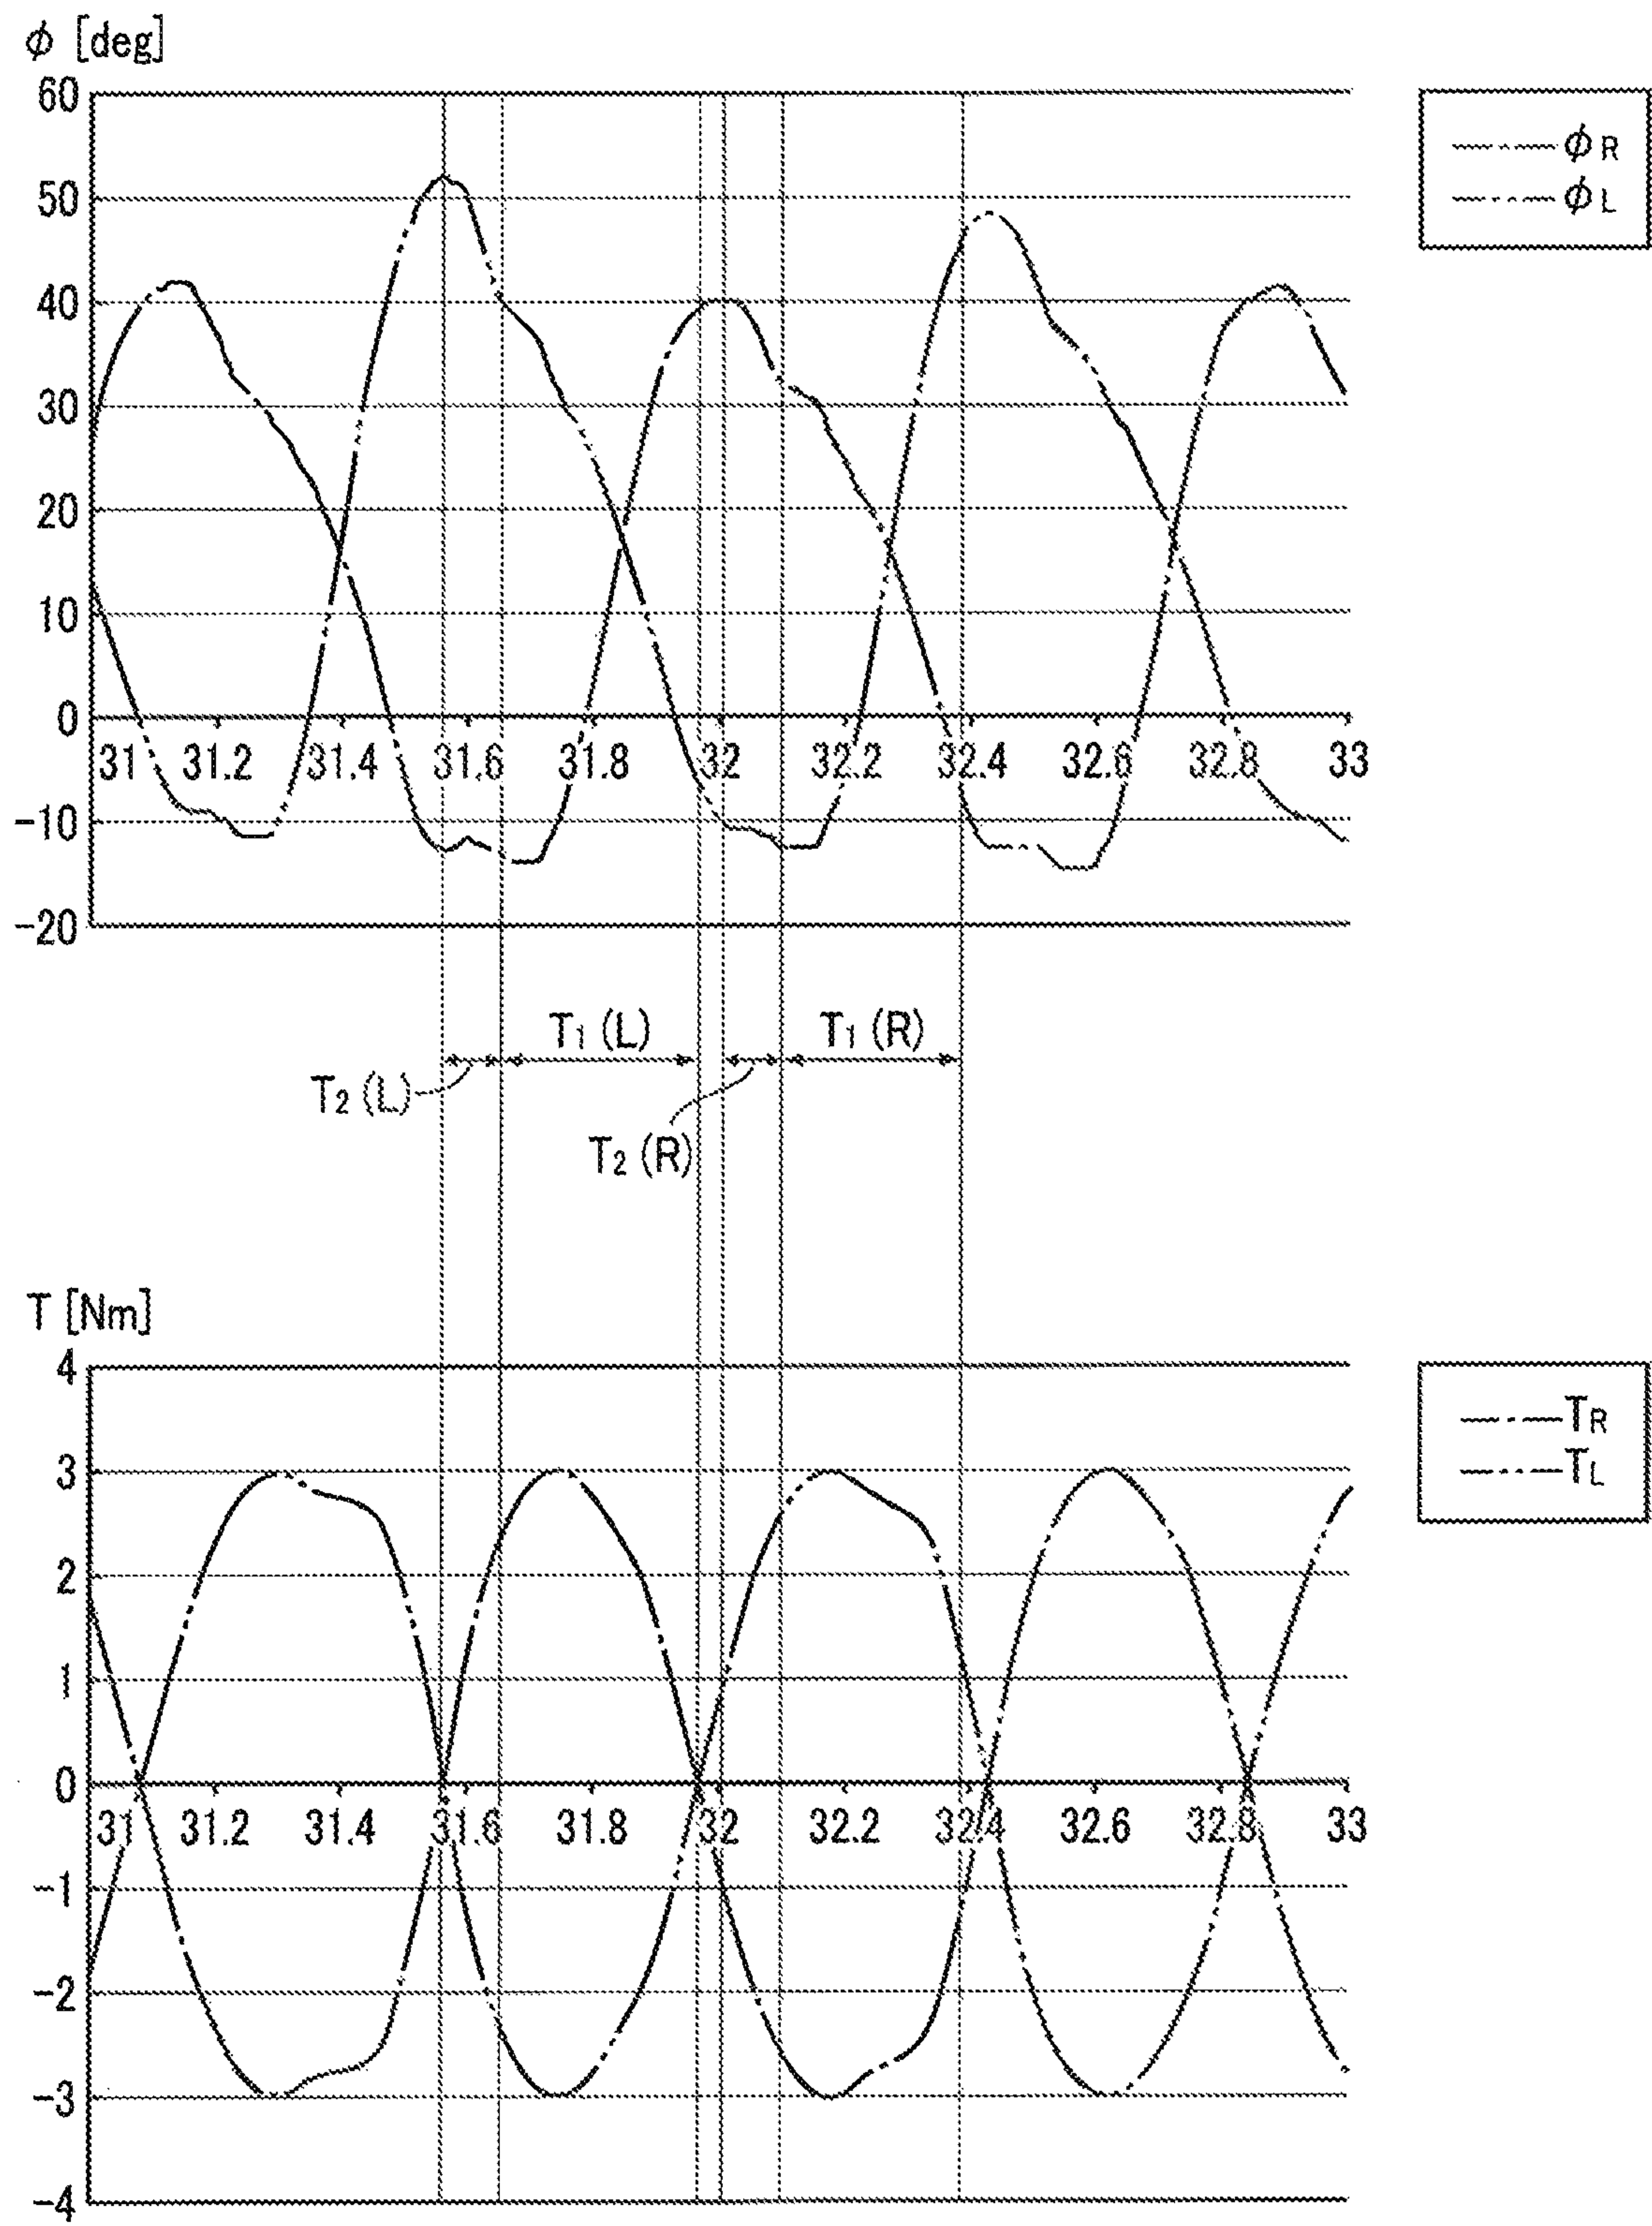 ϕ [deg]
60
50
40
30
20
10
0
-10
-20
31 31.2 31.4 31.6 31.8 32 32.2 32.4 32.6 32.8 33
ϕR
ϕL
T1 (L) T1 (R)
T2 (L)
T2 (R)
T [Nm]
4
3
2
1
0
-1
-2
-3
-4
31 31.2 31.4 31.6 31.8 32 32.2 32.4 32.6 32.8 33
TR
TL